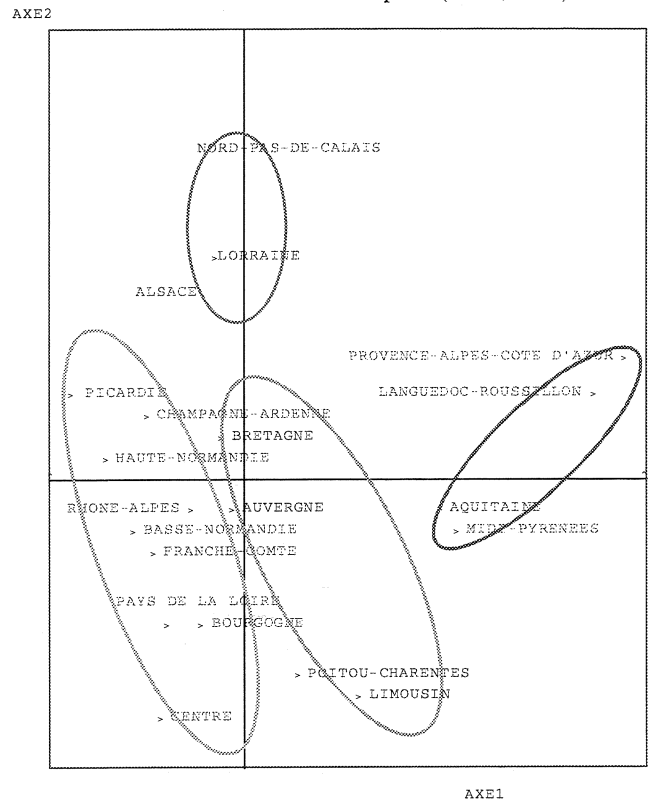 AXE2
NORD-PAS-DE-CALAIS
>LORRAINE
ALSACE
PROVENCE-ALPES-COTE D'AZUR >
LANGUEDOC-ROUSSILLON >
> PICARDIE
> CHAMPAGNE-ARDENNE
> BRETAGNE
> HAUTE-NORMANDIE
RHONE-ALPES >
> AUVERGNE
AQUITAINE
> BASSE-NORMANDIE
> MIDI-PYRENEES
> FRANCHE-COMTE
PAYS DE LA LOIRE
> > BOURGOGNE
> POITOU-CHARENTES
> LIMOUSIN
> CENTRE
AXE1